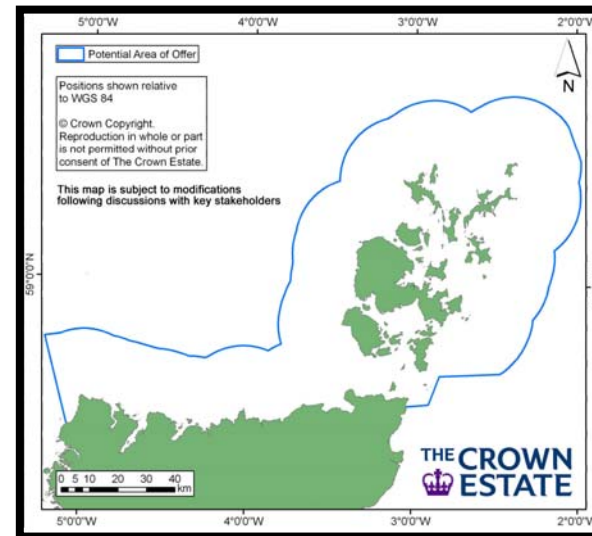 5°0'0"W 4°0'0"W 3°0'0"W 2°0'0"W
Potential Area of Offer
Positions shown relative
to WGS 84
© Crown Copyright.
Reproduction in whole or part
is not permitted without prior
consent of The Crown Estate.
This map is subject to modifications
following discussions with key stakeholders
N
59°0'0"N
THE CROWN
ESTATE
0 5 10 20 30 40
km
5°0'0"W 4°0'0"W 3°0'0"W 2°0'0"W